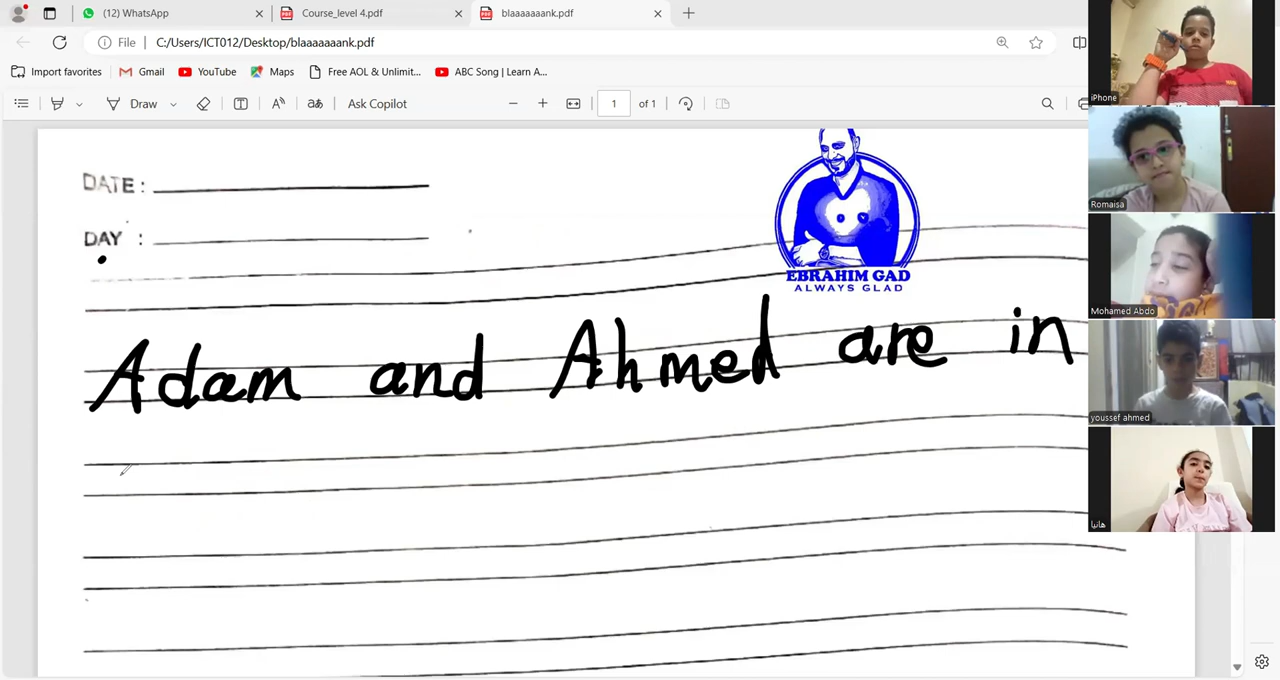 (12) WhatsApp
Course_level 4.pdf
blaaaaaaank.pdf
File
C:/Users/ICT012/Desktop/blaaaaaaank.pdf
Import favorites
Gmail
YouTube
Maps
Free AOL & Unlimit...
ABC Song | Learn A...
Draw
Ask Copilot
1 of 1
iPhone
Romaisa
Mohamed Abdo
youssef ahmed
هانيا
DATE:
DAY :
EBRAHIM GAD
ALWAYS GLAD
Adam and Ahmed are in